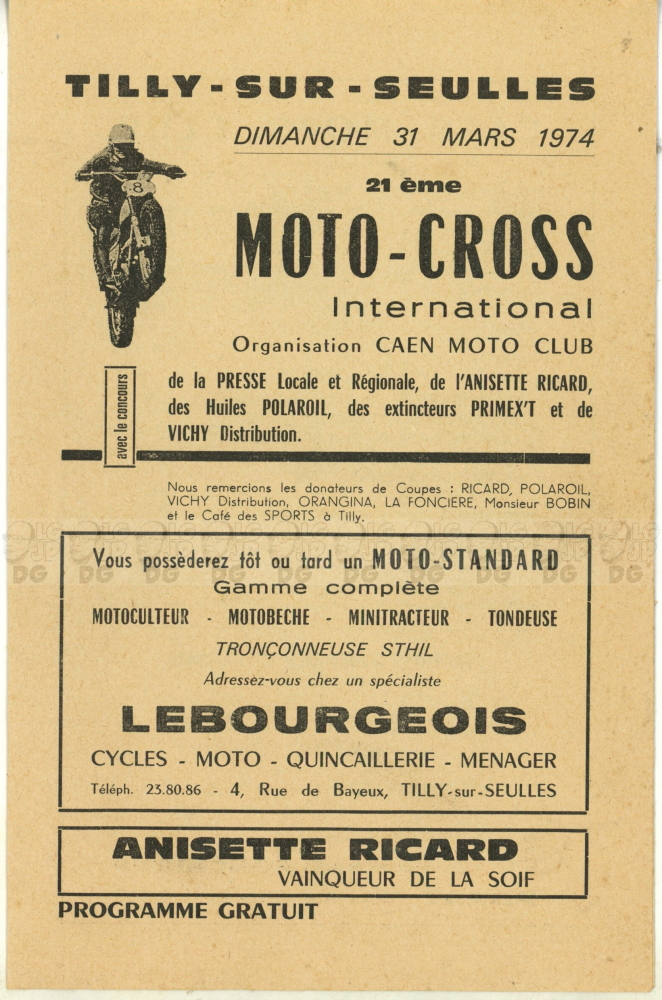 TILLY - SUR - SEULLES
DIMANCHE 31 MARS 1974
21 ème
MOTO - CROSS
International
Organisation CAEN MOTO CLUB
avec le concours
de la PRESSE Locale et Régionale, de l'ANISETTE RICARD,
des Huiles POLAROIL, des extincteurs PRIMEX'T et de
VICHY Distribution.
Nous remercions les donateurs de Coupes : RICARD, POLAROIL,
VICHY Distribution, ORANGINA, LA FONCIERE, Monsieur BOBIN
et le Café des SPORTS à Tilly.
Vous possèderez tôt ou tard un MOTO-STANDARD
Gamme complète
MOTOCULTEUR - MOTOBECHE - MINITRACTEUR - TONDEUSE
TRONÇONNEUSE STHIL
Adressez-vous chez un spécialiste
LEBOURGEOIS
CYCLES - MOTO - QUINCAILLERIE - MENAGER
Téléph. 23.80.86 - 4, Rue de Bayeux, TILLY-sur-SEULLES
ANISETTE RICARD
VAINQUEUR DE LA SOIF
PROGRAMME GRATUIT
8